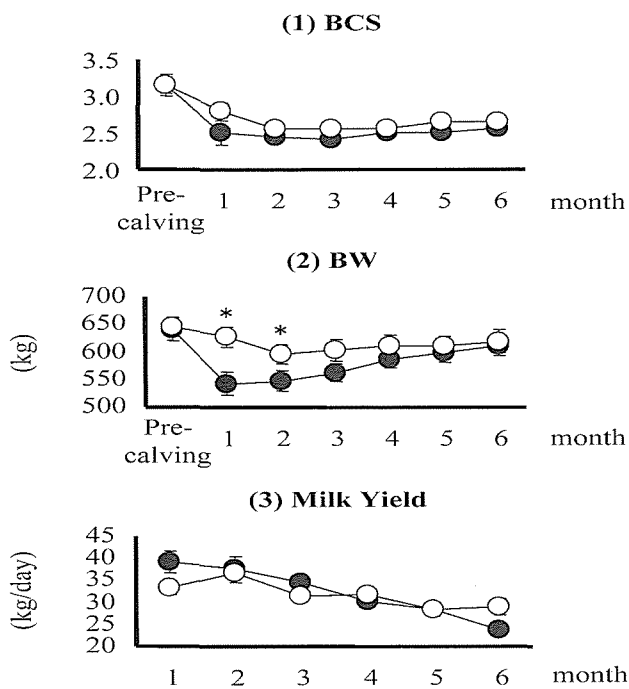 (1) BCS
3.5
3.0
2.5
2.0
Pre-
calving 1 2 3 4 5 6 month
(2) BW
(kg)
700
650
600
550
500
* *
Pre-
calving 1 2 3 4 5 6 month
(3) Milk Yield
(kg/day)
45
40
35
30
25
20
1 2 3 4 5 6 month